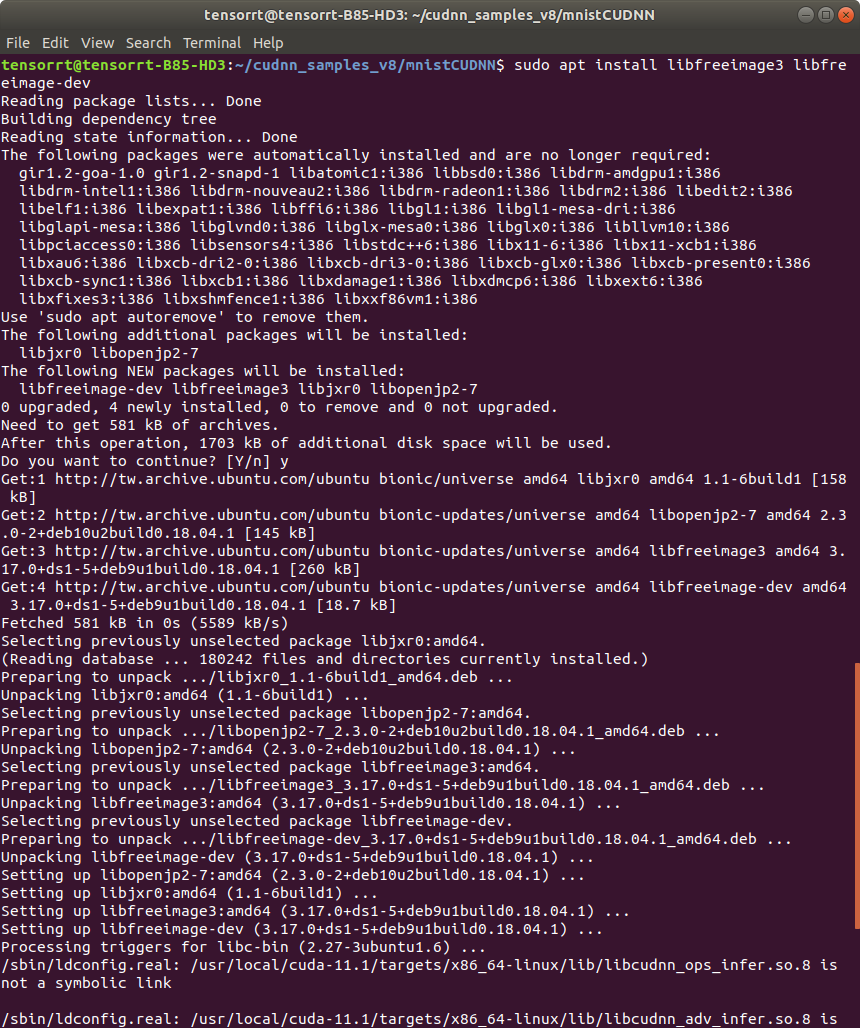 tensorrt@tensorrt-B85-HD3: ~/cudnn_samples_v8/mnistCUDNN
File Edit View Search Terminal Help
tensorrt@tensorrt-B85-HD3:~/cudnn_samples_v8/mnistCUDNN$ sudo apt install libfreeimage3 libfre
eimage-dev
Reading package lists... Done
Building dependency tree
Reading state information... Done
The following packages were automatically installed and are no longer required:
  gir1.2-goa-1.0 gir1.2-snapd-1 libatomic1:i386 libbsd0:i386 libdrm-amdgpu1:i386
  libdrm-intel1:i386 libdrm-nouveau2:i386 libdrm-radeon1:i386 libdrm2:i386 libedit2:i386
  libelf1:i386 libexpat1:i386 libffi6:i386 libgl1:i386 libgl1-mesa-dri:i386
  libglapi-mesa:i386 libglvnd0:i386 libglx-mesa0:i386 libglx0:i386 libllvm10:i386
  libpciaccess0:i386 libsensors4:i386 libstdc++6:i386 libx11-6:i386 libx11-xcb1:i386
  libxau6:i386 libxcb-dri2-0:i386 libxcb-dri3-0:i386 libxcb-glx0:i386 libxcb-present0:i386
  libxcb-sync1:i386 libxcb1:i386 libxdamage1:i386 libxdmcp6:i386 libxext6:i386
  libxfixes3:i386 libxshmfence1:i386 libxxf86vm1:i386
Use 'sudo apt autoremove' to remove them.
The following additional packages will be installed:
  libjxr0 libopenjp2-7
The following NEW packages will be installed:
  libfreeimage-dev libfreeimage3 libjxr0 libopenjp2-7
0 upgraded, 4 newly installed, 0 to remove and 0 not upgraded.
Need to get 581 kB of archives.
After this operation, 1703 kB of additional disk space will be used.
Do you want to continue? [Y/n] y
Get:1 http://tw.archive.ubuntu.com/ubuntu bionic/universe amd64 libjxr0 amd64 1.1-6build1 [158
 kB]
Get:2 http://tw.archive.ubuntu.com/ubuntu bionic-updates/universe amd64 libopenjp2-7 amd64 2.3
.0-2+deb10u2build0.18.04.1 [145 kB]
Get:3 http://tw.archive.ubuntu.com/ubuntu bionic-updates/universe amd64 libfreeimage3 amd64 3.
17.0+ds1-5+deb9u1build0.18.04.1 [260 kB]
Get:4 http://tw.archive.ubuntu.com/ubuntu bionic-updates/universe amd64 libfreeimage-dev amd64
 3.17.0+ds1-5+deb9u1build0.18.04.1 [18.7 kB]
Fetched 581 kB in 0s (5589 kB/s)
Selecting previously unselected package libjxr0:amd64.
(Reading database ... 180242 files and directories currently installed.)
Preparing to unpack .../libjxr0_1.1-6build1_amd64.deb ...
Unpacking libjxr0:amd64 (1.1-6build1) ...
Selecting previously unselected package libopenjp2-7:amd64.
Preparing to unpack .../libopenjp2-7_2.3.0-2+deb10u2build0.18.04.1_amd64.deb ...
Unpacking libopenjp2-7:amd64 (2.3.0-2+deb10u2build0.18.04.1) ...
Selecting previously unselected package libfreeimage3:amd64.
Preparing to unpack .../libfreeimage3_3.17.0+ds1-5+deb9u1build0.18.04.1_amd64.deb ...
Unpacking libfreeimage3:amd64 (3.17.0+ds1-5+deb9u1build0.18.04.1) ...
Selecting previously unselected package libfreeimage-dev.
Preparing to unpack .../libfreeimage-dev_3.17.0+ds1-5+deb9u1build0.18.04.1_amd64.deb ...
Unpacking libfreeimage-dev (3.17.0+ds1-5+deb9u1build0.18.04.1) ...
Setting up libopenjp2-7:amd64 (2.3.0-2+deb10u2build0.18.04.1) ...
Setting up libjxr0:amd64 (1.1-6build1) ...
Setting up libfreeimage3:amd64 (3.17.0+ds1-5+deb9u1build0.18.04.1) ...
Setting up libfreeimage-dev (3.17.0+ds1-5+deb9u1build0.18.04.1) ...
Processing triggers for libc-bin (2.27-3ubuntu1.6) ...
/sbin/ldconfig.real: /usr/local/cuda-11.1/targets/x86_64-linux/lib/libcudnn_ops_infer.so.8 is
not a symbolic link

/sbin/ldconfig.real: /usr/local/cuda-11.1/targets/x86_64-linux/lib/libcudnn_adv_infer.so.8 is